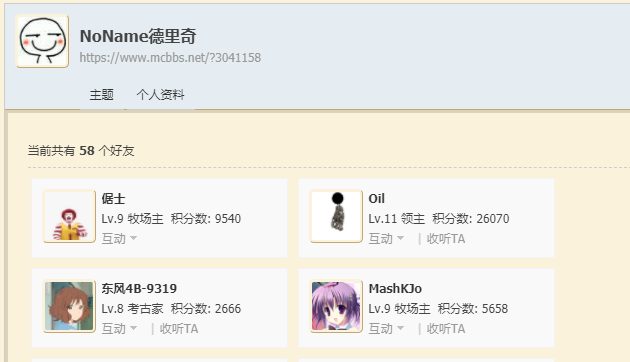 NoName德里奇
https://www.mcbbs.net/?3041158
主题 个人资料
当前共有 58 个好友
倨士
Lv.9 牧场主 积分数: 9540
互动
Oil
Lv.11 领主 积分数: 26070
互动 | 收听TA
东风4B-9319
Lv.8 考古家 积分数: 2666
互动 | 收听TA
MashKJo
Lv.9 牧场主 积分数: 5658
互动 | 收听TA